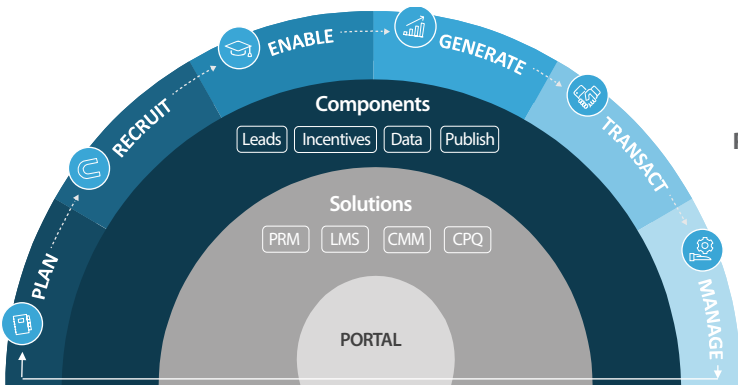 PLAN
RECRUIT
ENABLE
GENERATE
TRANSACT
MANAGE
Components
Leads Incentives Data Publish
Solutions
PRM LMS CMM CPQ
PORTAL